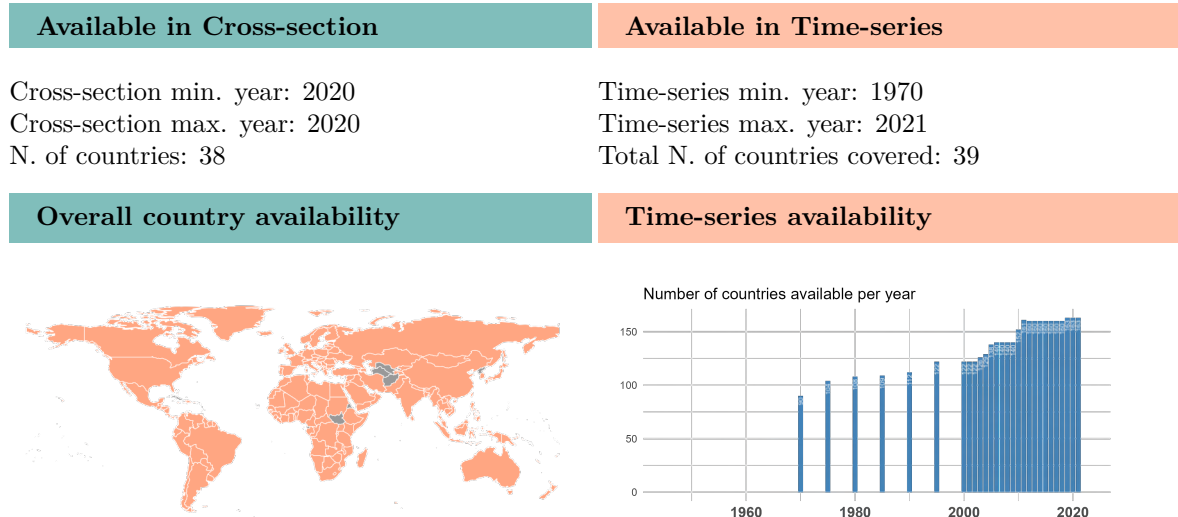 Available in Cross-section
Available in Time-series
Cross-section min. year: 2020
Cross-section max. year: 2020
N. of countries: 38
Time-series min. year: 1970
Time-series max. year: 2021
Total N. of countries covered: 39
Overall country availability
Time-series availability
Number of countries available per year
150
100
50
0
1960
1980
2000
2020